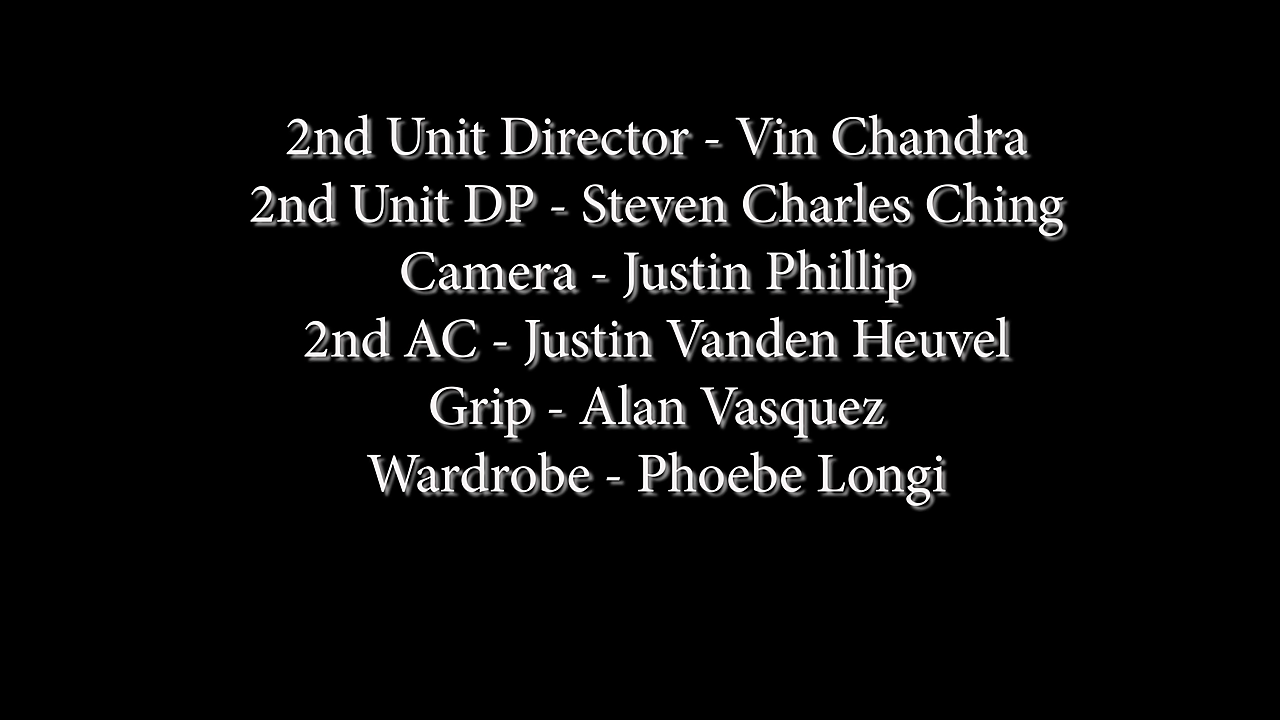 2nd Unit Director - Vin Chandra
2nd Unit DP - Steven Charles Ching
Camera - Justin Phillip
2nd AC - Justin Vanden Heuvel
Grip - Alan Vasquez
Wardrobe - Phoebe Longi